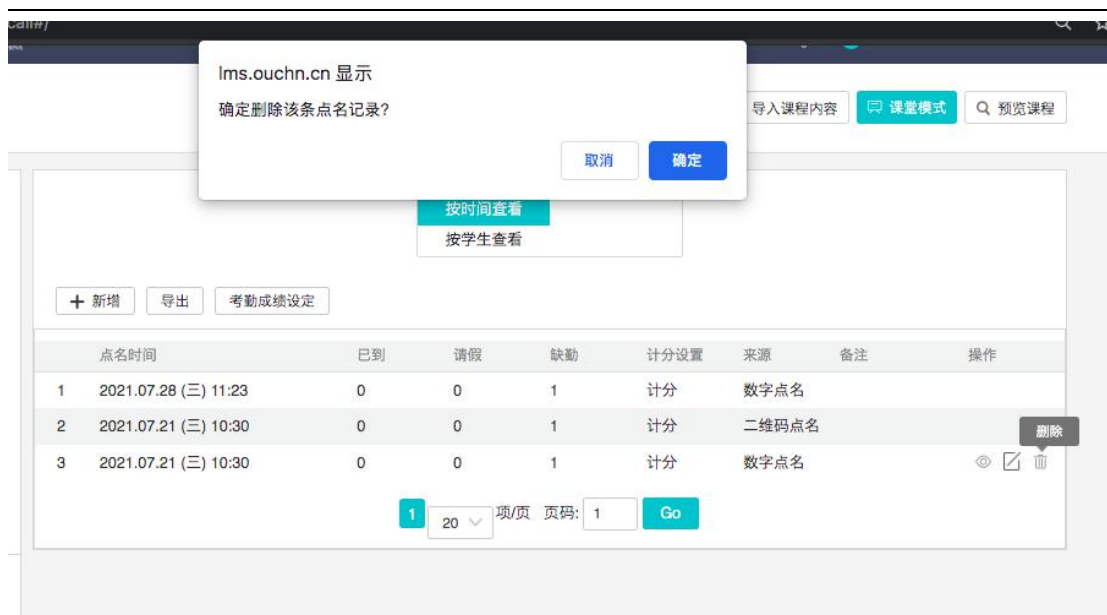 call#/
lms.ouchn.cn 显示
确定删除该条点名记录?
取消 确定
导入课程内容 课堂模式 预览课程
按时间查看
按学生查看
新增 导出 考勤成绩设定
点名时间 已到 请假 缺勤 计分设置 来源 备注 操作
1 2021.07.28 (三) 11:23 0 0 1 计分 数字点名
2 2021.07.21 (三) 10:30 0 0 1 计分 二维码点名
删除
3 2021.07.21 (三) 10:30 0 0 1 计分 数字点名
1 20 项/页 页码: 1 Go